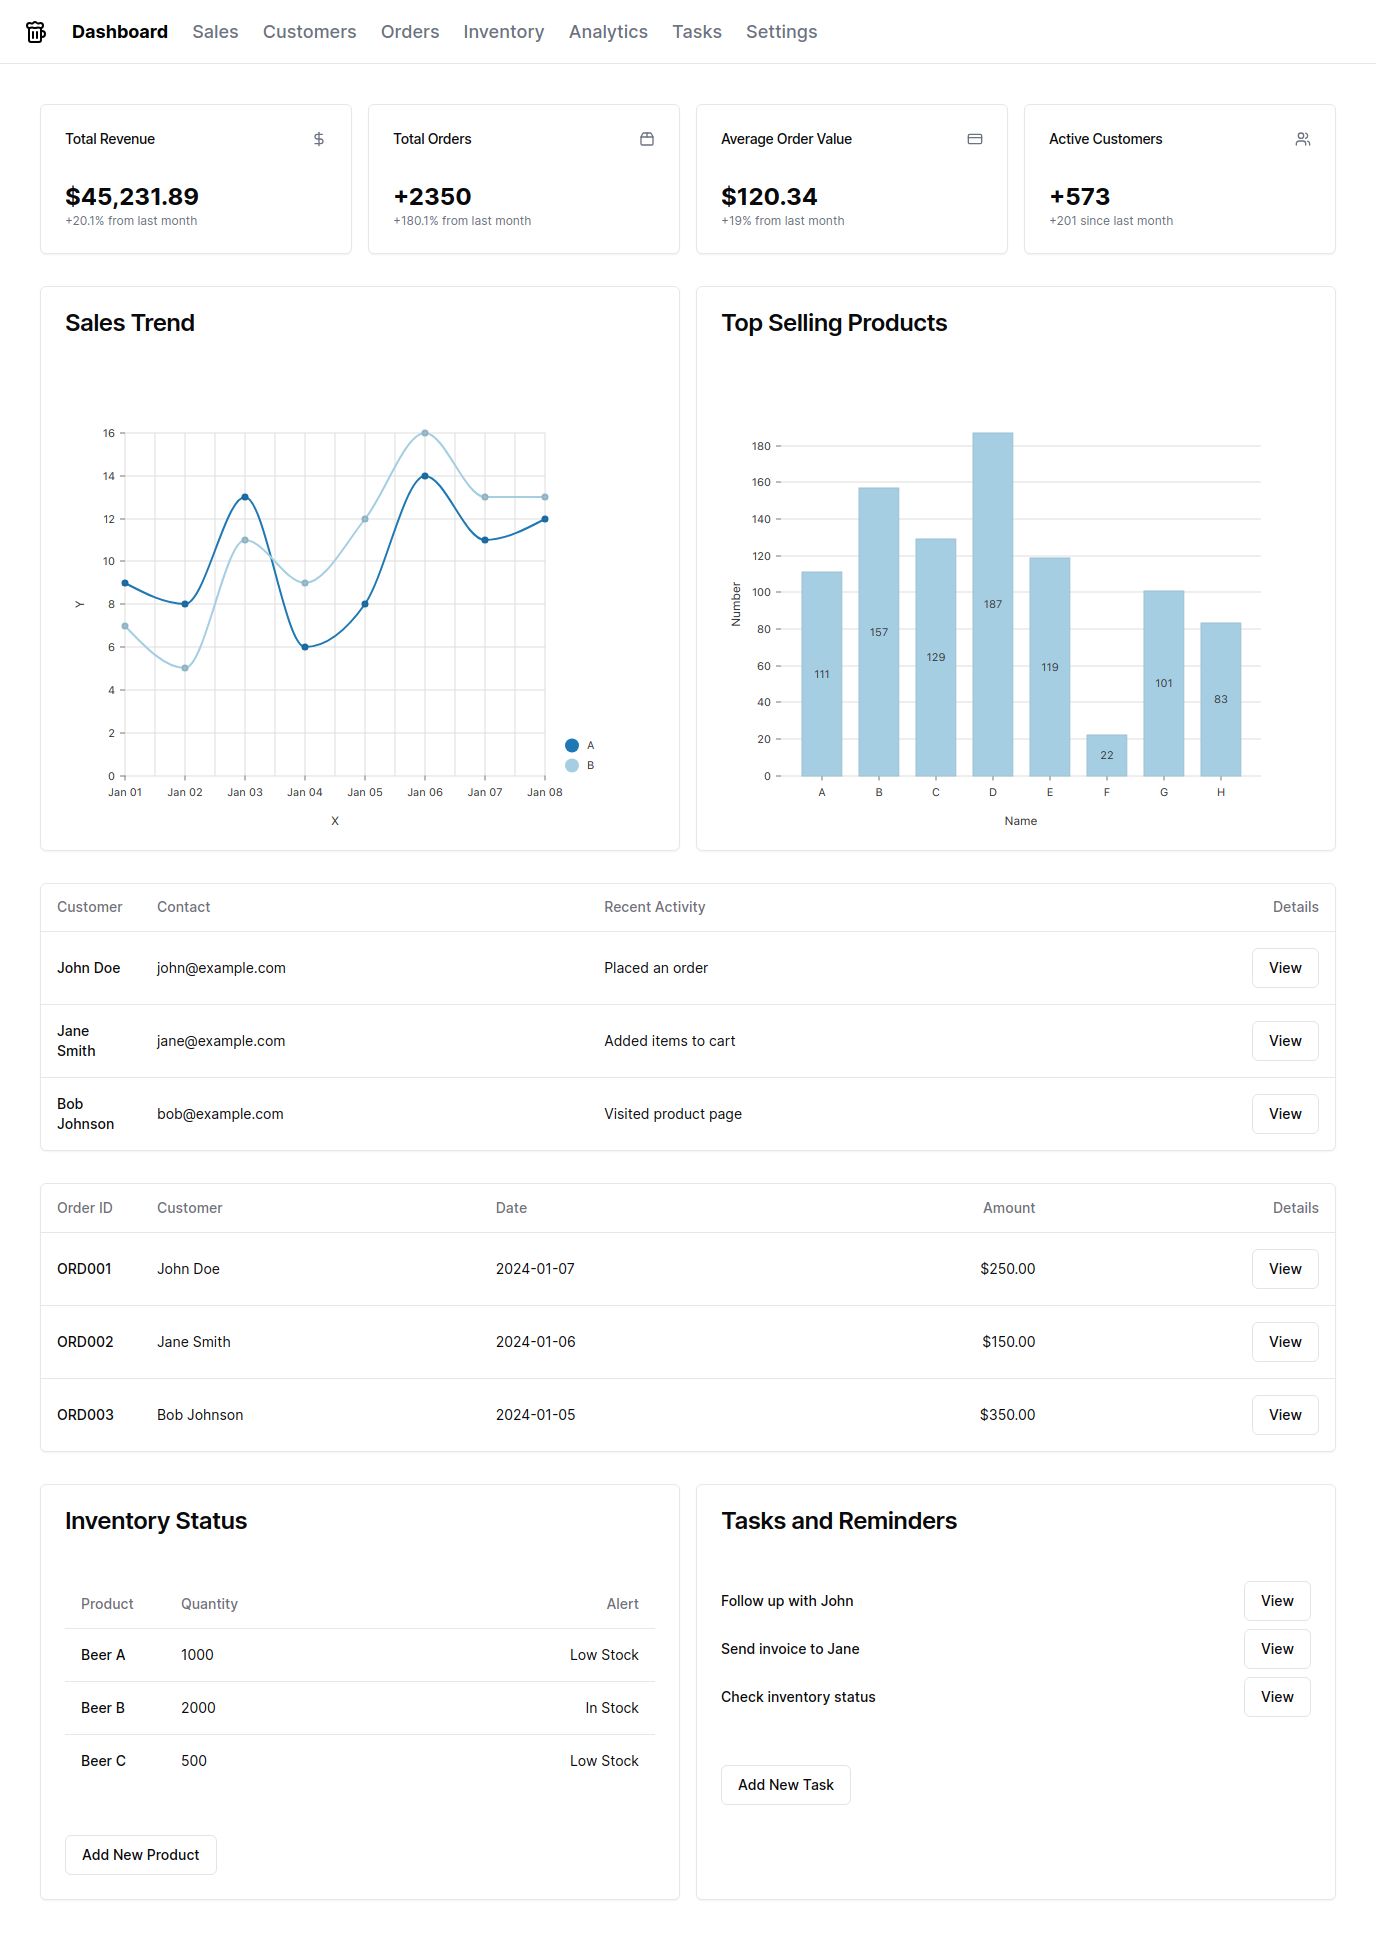 Dashboard Sales Customers Orders Inventory Analytics Tasks Settings
Total Revenue
$45,231.89
+20.1% from last month
Total Orders
+2350
+180.1% from last month
Average Order Value
$120.34
+19% from last month
Active Customers
+573
+201 since last month
Sales Trend
16
14
12
10
8
6
4
2
0
Y
Jan 01 Jan 02 Jan 03 Jan 04 Jan 05 Jan 06 Jan 07 Jan 08
X
A
B
Top Selling Products
180
160
140
120
100
80
60
40
20
0
Number
111 157 129 187 119 22 101 83
A B C D E F G H
Name
Customer Contact Recent Activity Details
John Doe john@example.com Placed an order View
Jane
Smith jane@example.com Added items to cart View
Bob
Johnson bob@example.com Visited product page View
Order ID Customer Date Amount Details
ORD001 John Doe 2024-01-07 $250.00 View
ORD002 Jane Smith 2024-01-06 $150.00 View
ORD003 Bob Johnson 2024-01-05 $350.00 View
Inventory Status
Product Quantity Alert
Beer A 1000 Low Stock
Beer B 2000 In Stock
Beer C 500 Low Stock
Add New Product
Tasks and Reminders
Follow up with John View
Send invoice to Jane View
Check inventory status View
Add New Task